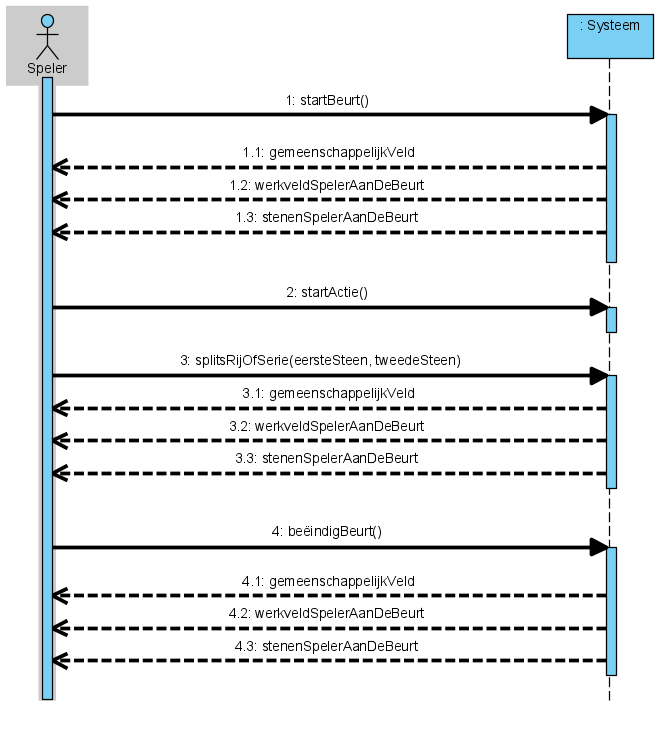 : Systeem
Speler
1: startBeurt()
1.1: gemeenschappelijkVeld
1.2: werkveldSpelerAanDeBeurt
1.3: stenenSpelerAanDeBeurt
2: startActie()
3: splitsRijOfSerie(eersteSteen, tweedeSteen)
3.1: gemeenschappelijkVeld
3.2: werkveldSpelerAanDeBeurt
3.3: stenenSpelerAanDeBeurt
4: beëindigBeurt()
4.1: gemeenschappelijkVeld
4.2: werkveldSpelerAanDeBeurt
4.3: stenenSpelerAanDeBeurt